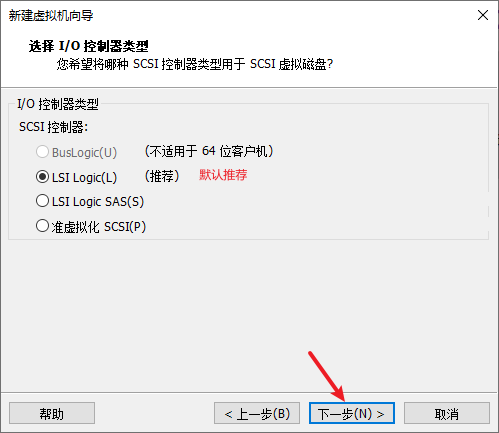 新建虚拟机向导
选择 I/O 控制器类型
您希望将哪种 SCSI 控制器类型用于 SCSI 虚拟磁盘?
I/O 控制器类型
SCSI 控制器:
BusLogic(U) （不适用于 64 位客户机）
LSI Logic(L) （推荐） 默认推荐
LSI Logic SAS(S)
准虚拟化 SCSI(P)
帮助 < 上一步(B) 下一步(N) > 取消